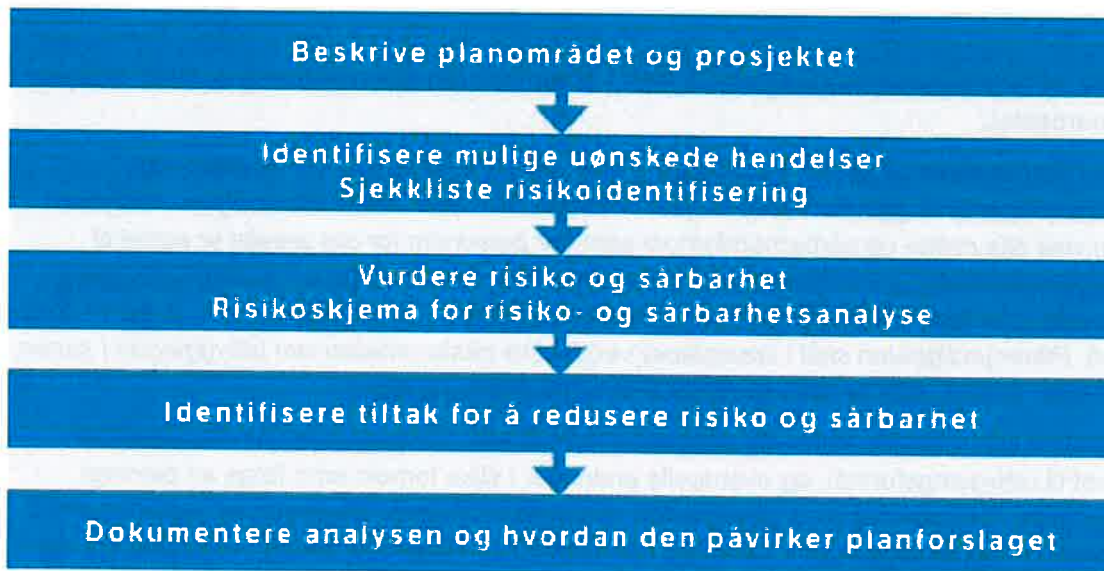 Beskrive planområdet og prosjektet
Identifisere mulige uønskede hendelser
Sjekkliste risikoidentifisering
Vurdere risiko og sårbarhet
Risikoskjema for risiko- og sårbarhetsanalyse
Identifisere tiltak for å redusere risiko og sårbarhet
Dokumentere analysen og hvordan den påvirker planforslaget